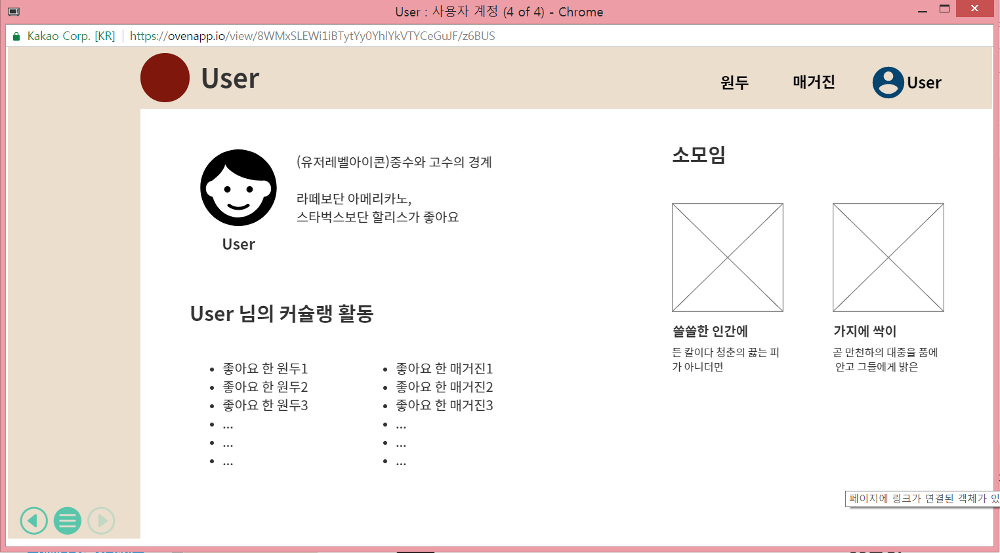 User : 사용자 계정 (4 of 4) - Chrome
Kakao Corp. [KR] https://ovenapp.io/view/8WMxSLEWi1iBTytYy0YhlYkVTYCeGuJF/z6BUS
User
원두
매거진
User
(유저레벨아이콘)중수와 고수의 경계
라떼보단 아메리카노,
스타벅스보단 할리스가 좋아요
User
User 님의 커슐랭 활동
좋아요 한 원두1
좋아요 한 원두2
좋아요 한 원두3
...
...
...
좋아요 한 매거진1
좋아요 한 매거진2
좋아요 한 매거진3
...
...
...
소모임
쓸쓸한 인간에
든 칼이다 청춘의 끓는 피
가 아니더면
가지에 싹이
곧 만천하의 대중을 품에
안고 그들에게 밝은
페이지에 링크가 연결된 객체가 있